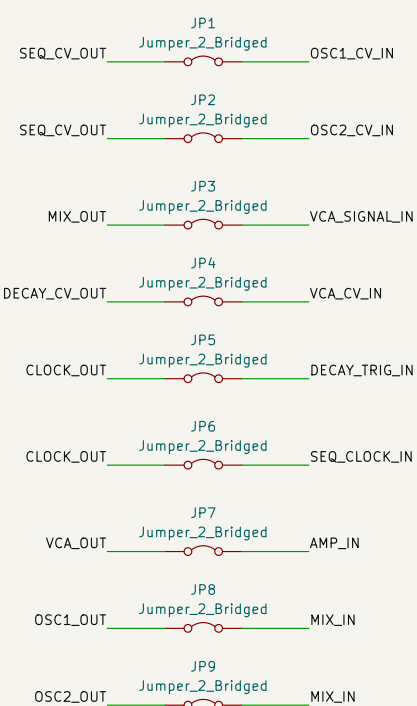 JP1
Jumper_2_Bridged
SEQ_CV_OUT OSC1_CV_IN
JP2
Jumper_2_Bridged
SEQ_CV_OUT OSC2_CV_IN
JP3
Jumper_2_Bridged
MIX_OUT VCA_SIGNAL_IN
JP4
Jumper_2_Bridged
DECAY_CV_OUT VCA_CV_IN
JP5
Jumper_2_Bridged
CLOCK_OUT DECAY_TRIG_IN
JP6
Jumper_2_Bridged
CLOCK_OUT SEQ_CLOCK_IN
JP7
Jumper_2_Bridged
VCA_OUT AMP_IN
JP8
Jumper_2_Bridged
OSC1_OUT MIX_IN
JP9
Jumper_2_Bridged
OSC2_OUT MIX_IN